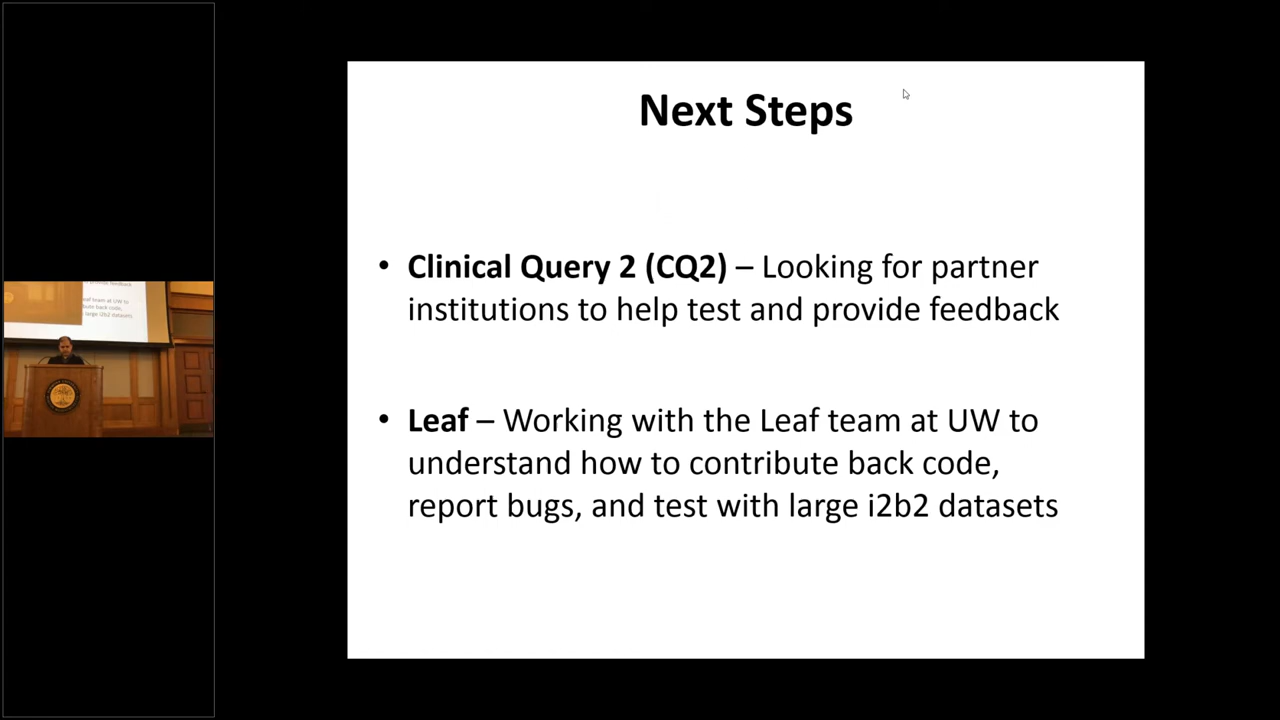 Next Steps
• Clinical Query 2 (CQ2) – Looking for partner
institutions to help test and provide feedback
• Leaf – Working with the Leaf team at UW to
understand how to contribute back code,
report bugs, and test with large i2b2 datasets